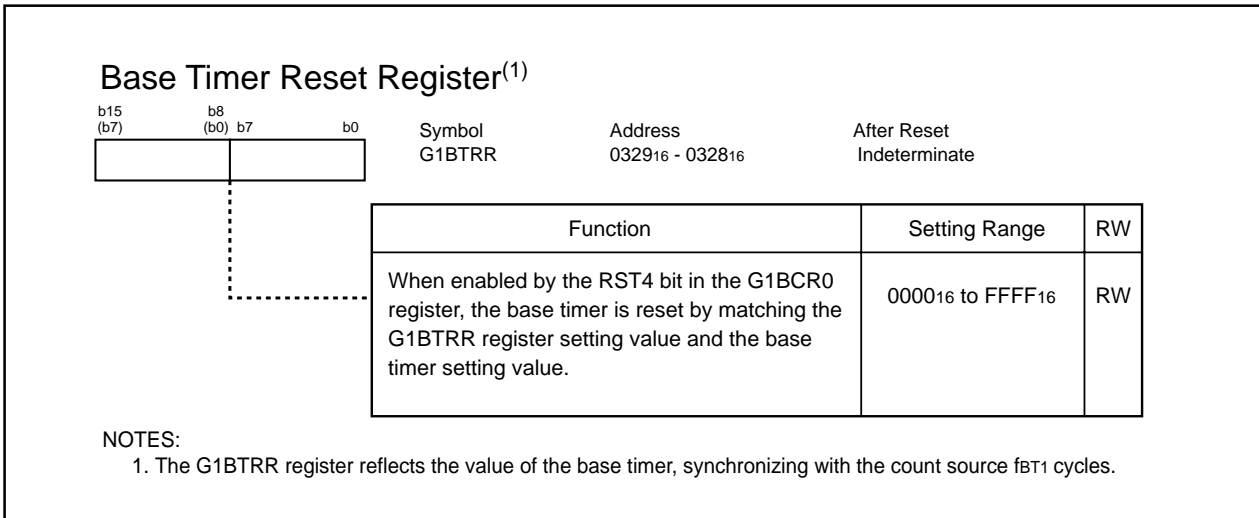 Base Timer Reset Register(1)
b15 b8
(b7) (b0) b7 b0
Symbol Address After Reset
G1BTRR 032916 - 032816 Indeterminate
Function Setting Range RW
When enabled by the RST4 bit in the G1BCR0
register, the base timer is reset by matching the
G1BTRR register setting value and the base
timer setting value.
000016 to FFFF16 RW
NOTES:
1. The G1BTRR register reflects the value of the base timer, synchronizing with the count source fBT1 cycles.